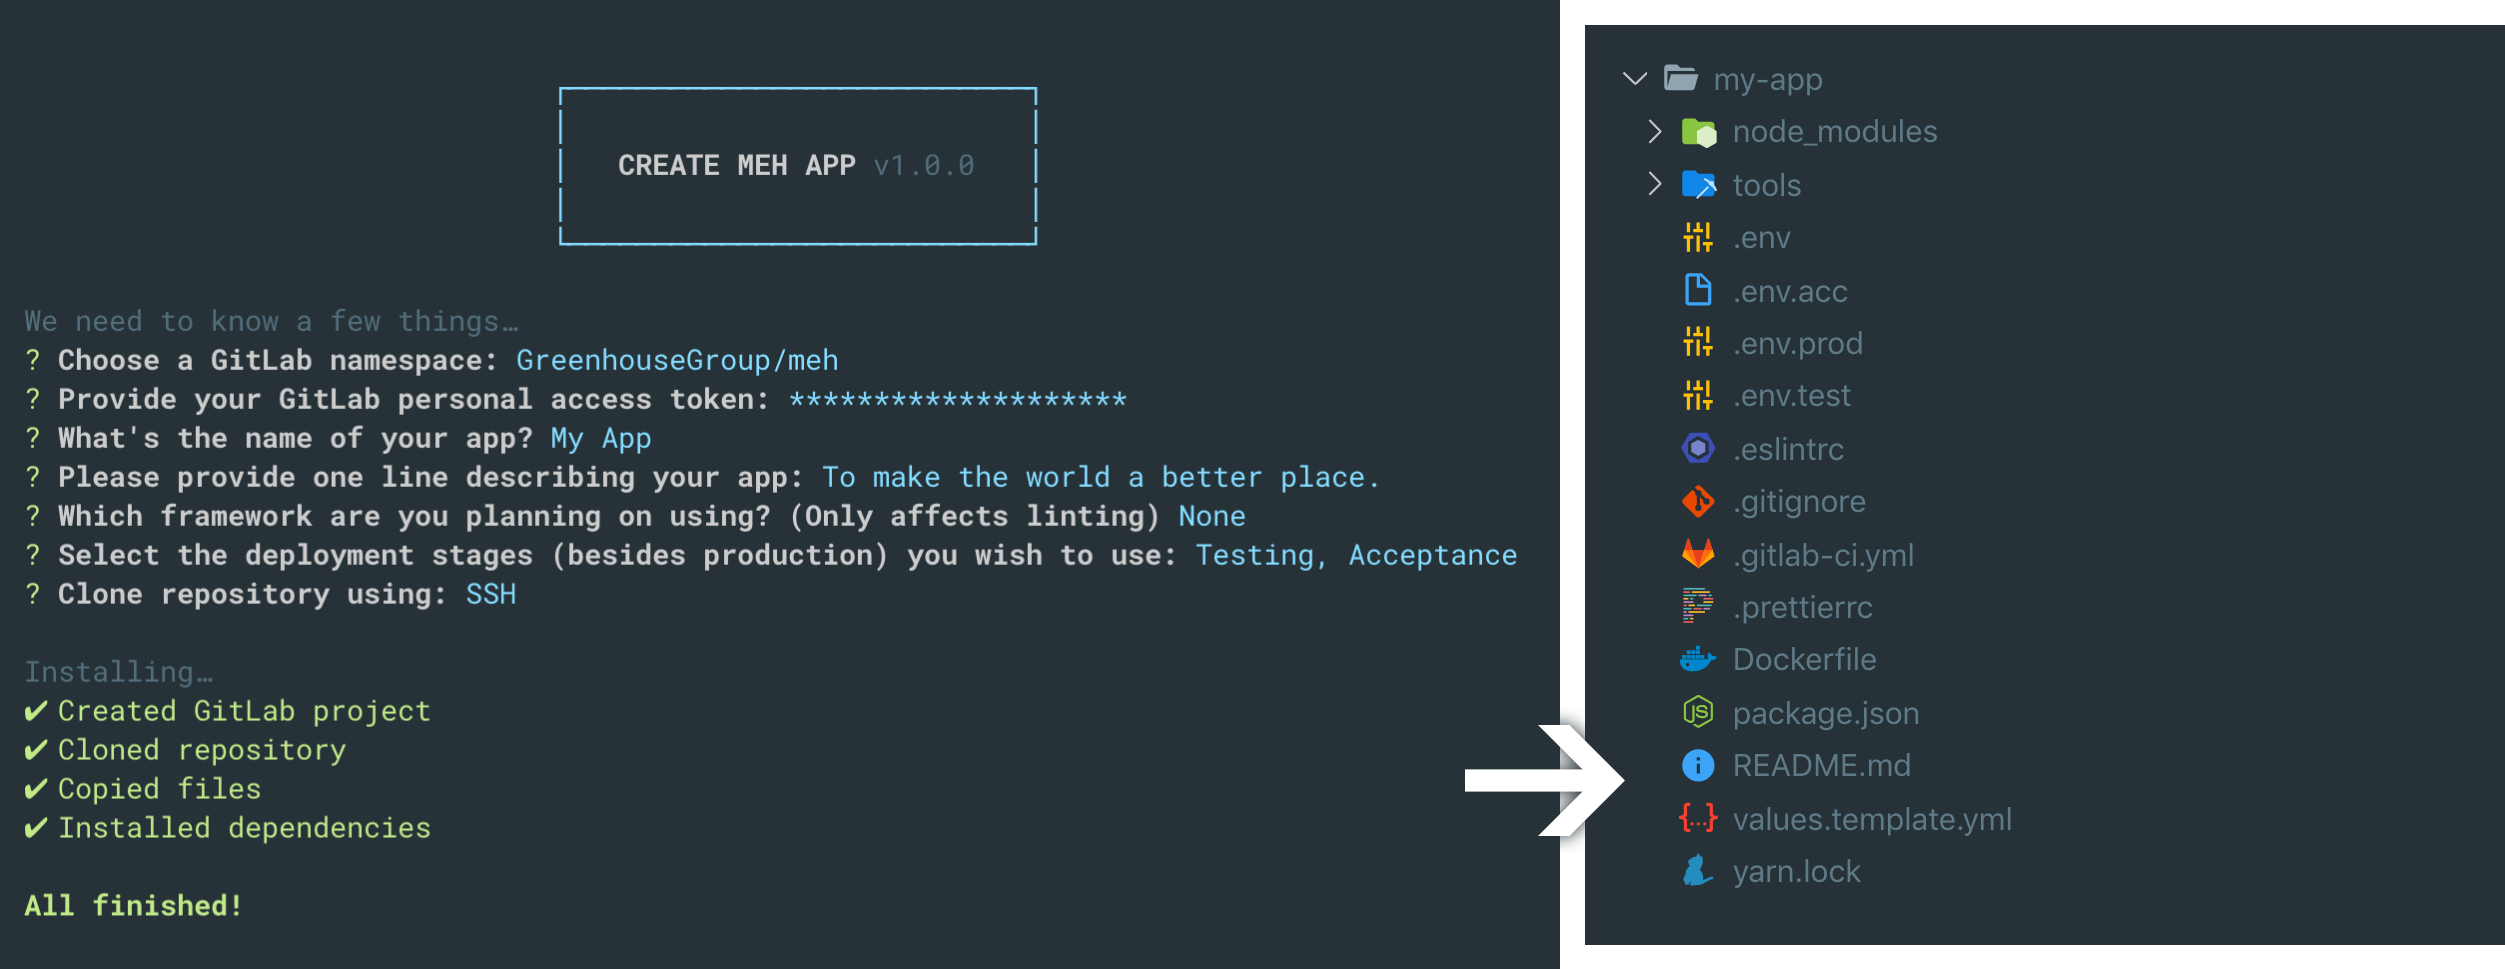 CREATE MEH APP v1.0.0
We need to know a few things…
? Choose a GitLab namespace: GreenhouseGroup/meh
? Provide your GitLab personal access token: ********************
? What's the name of your app? My App
? Please provide one line describing your app: To make the world a better place.
? Which framework are you planning on using? (Only affects linting) None
? Select the deployment stages (besides production) you wish to use: Testing, Acceptance
? Clone repository using: SSH
Installing…
✔ Created GitLab project
✔ Cloned repository
✔ Copied files
✔ Installed dependencies
All finished!
my-app
node_modules
tools
.env
.env.acc
.env.prod
.env.test
.eslintrc
.gitignore
.gitlab-ci.yml
.prettierrc
Dockerfile
package.json
README.md
values.template.yml
yarn.lock